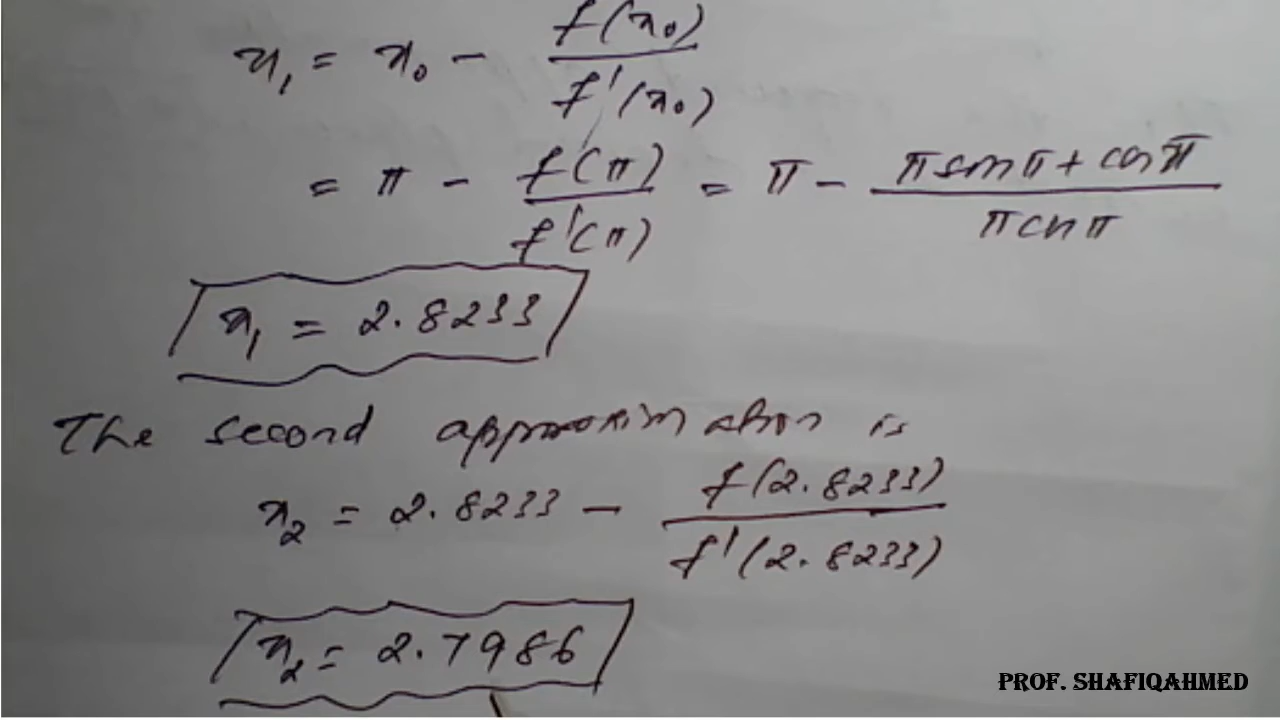 x₁ = x₀ - f(x₀)/f'(x₀)
= π - f(π)/f'(π) = π - (π sin π + cos π)/(π cos π)
x₁ = 2.8233
The second approximation is
x₂ = 2.8233 - f(2.8233)/f'(2.8233)
x₂ = 2.7986
PROF. SHAFIQAHMED